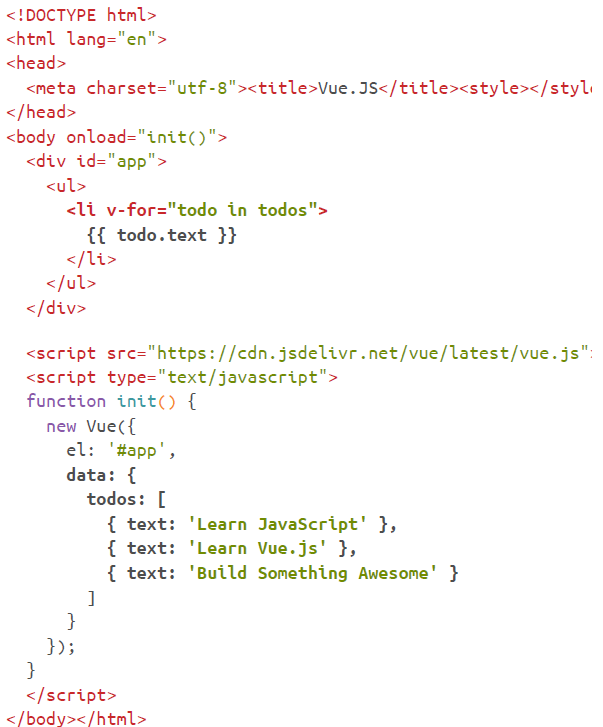 <!DOCTYPE html>
<html lang="en">
<head>
  <meta charset="utf-8"><title>Vue.JS</title><style></style
</head>
<body onload="init()">
  <div id="app">
    <ul>
      <li v-for="todo in todos">
        {{ todo.text }}
      </li>
    </ul>
  </div>
  <script src="https://cdn.jsdelivr.net/vue/latest/vue.js">
  <script type="text/javascript">
  function init() {
    new Vue({
      el: '#app',
      data: {
        todos: [
          { text: 'Learn JavaScript' },
          { text: 'Learn Vue.js' },
          { text: 'Build Something Awesome' }
        ]
      }
    });
  }
  </script>
</body></html>